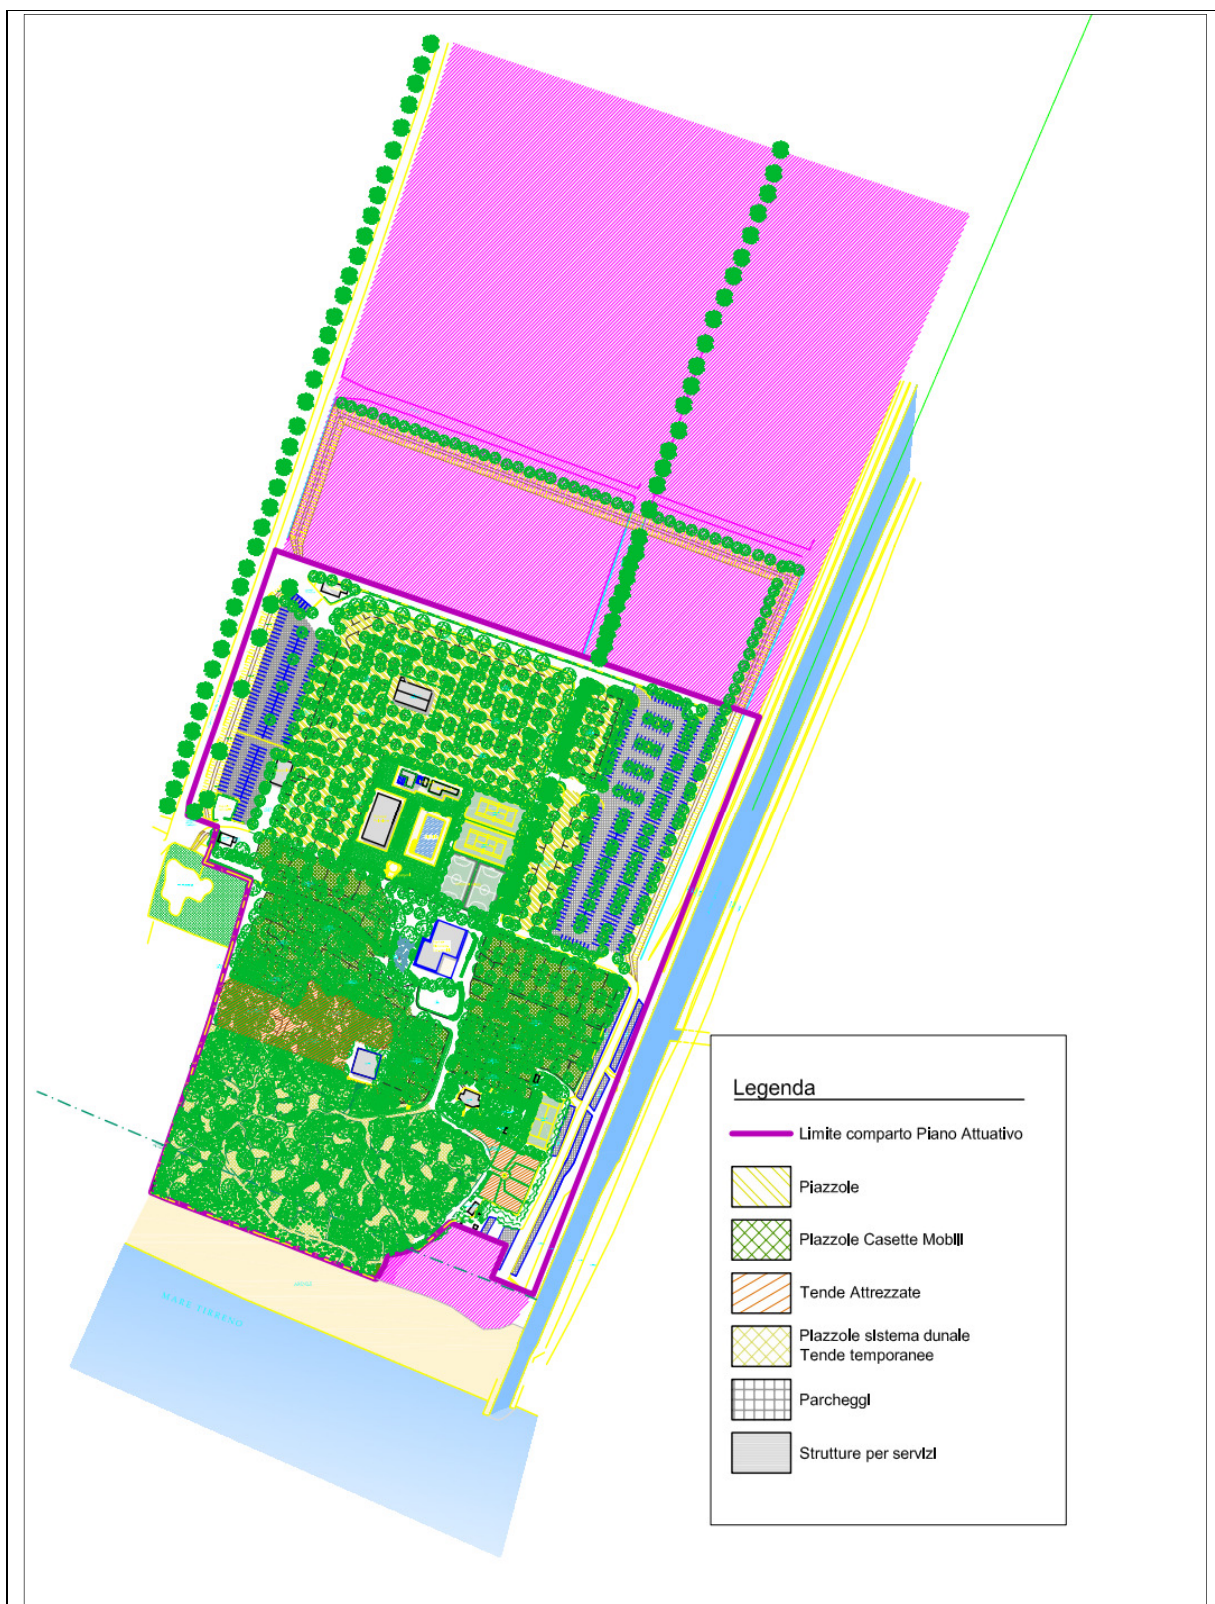 MARE TIRRENO
Legenda
Limite comparto Piano Attuativo
Piazzole
Piazzole Casette Mobili
Tende Attrezzate
Piazzole sistema dunale
Tende temporanee
Parcheggi
Strutture per servizi